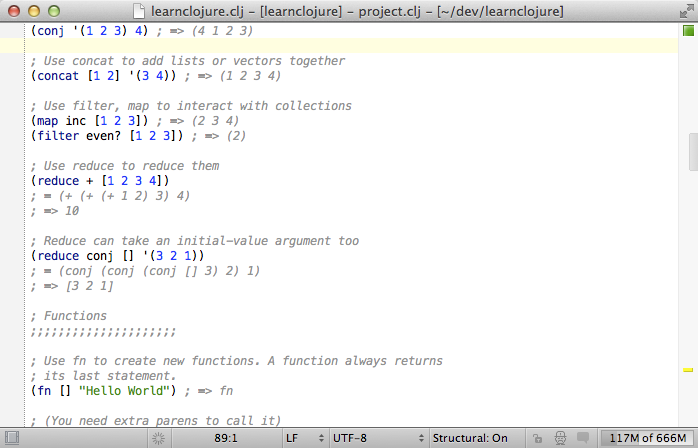 learnclojure.clj – [learnclojure] – project.clj – [~/dev/learnclojure]
(conj '(1 2 3) 4) ; => (4 1 2 3)
; Use concat to add lists or vectors together
(concat [1 2] '(3 4)) ; => (1 2 3 4)
; Use filter, map to interact with collections
(map inc [1 2 3]) ; => (2 3 4)
(filter even? [1 2 3]) ; => (2)
; Use reduce to reduce them
(reduce + [1 2 3 4])
; = (+ (+ (+ 1 2) 3) 4)
; => 10
; Reduce can take an initial-value argument too
(reduce conj [] '(3 2 1))
; = (conj (conj (conj [] 3) 2) 1)
; => [3 2 1]
; Functions
;;;;;;;;;;;;;;;;;;;;;
; Use fn to create new functions. A function always returns
; its last statement.
(fn [] "Hello World") ; => fn
; (You need extra parens to call it)
89:1 LF UTF-8 Structural: On 117M of 666M